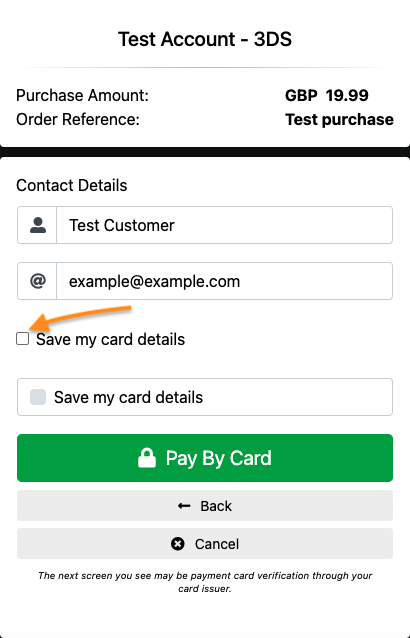 Test Account - 3DS
Purchase Amount: GBP 19.99
Order Reference: Test purchase
Contact Details
Test Customer
@ example@example.com
Save my card details
Save my card details
Pay By Card
Back
Cancel
The next screen you see may be payment card verification through your
card issuer.